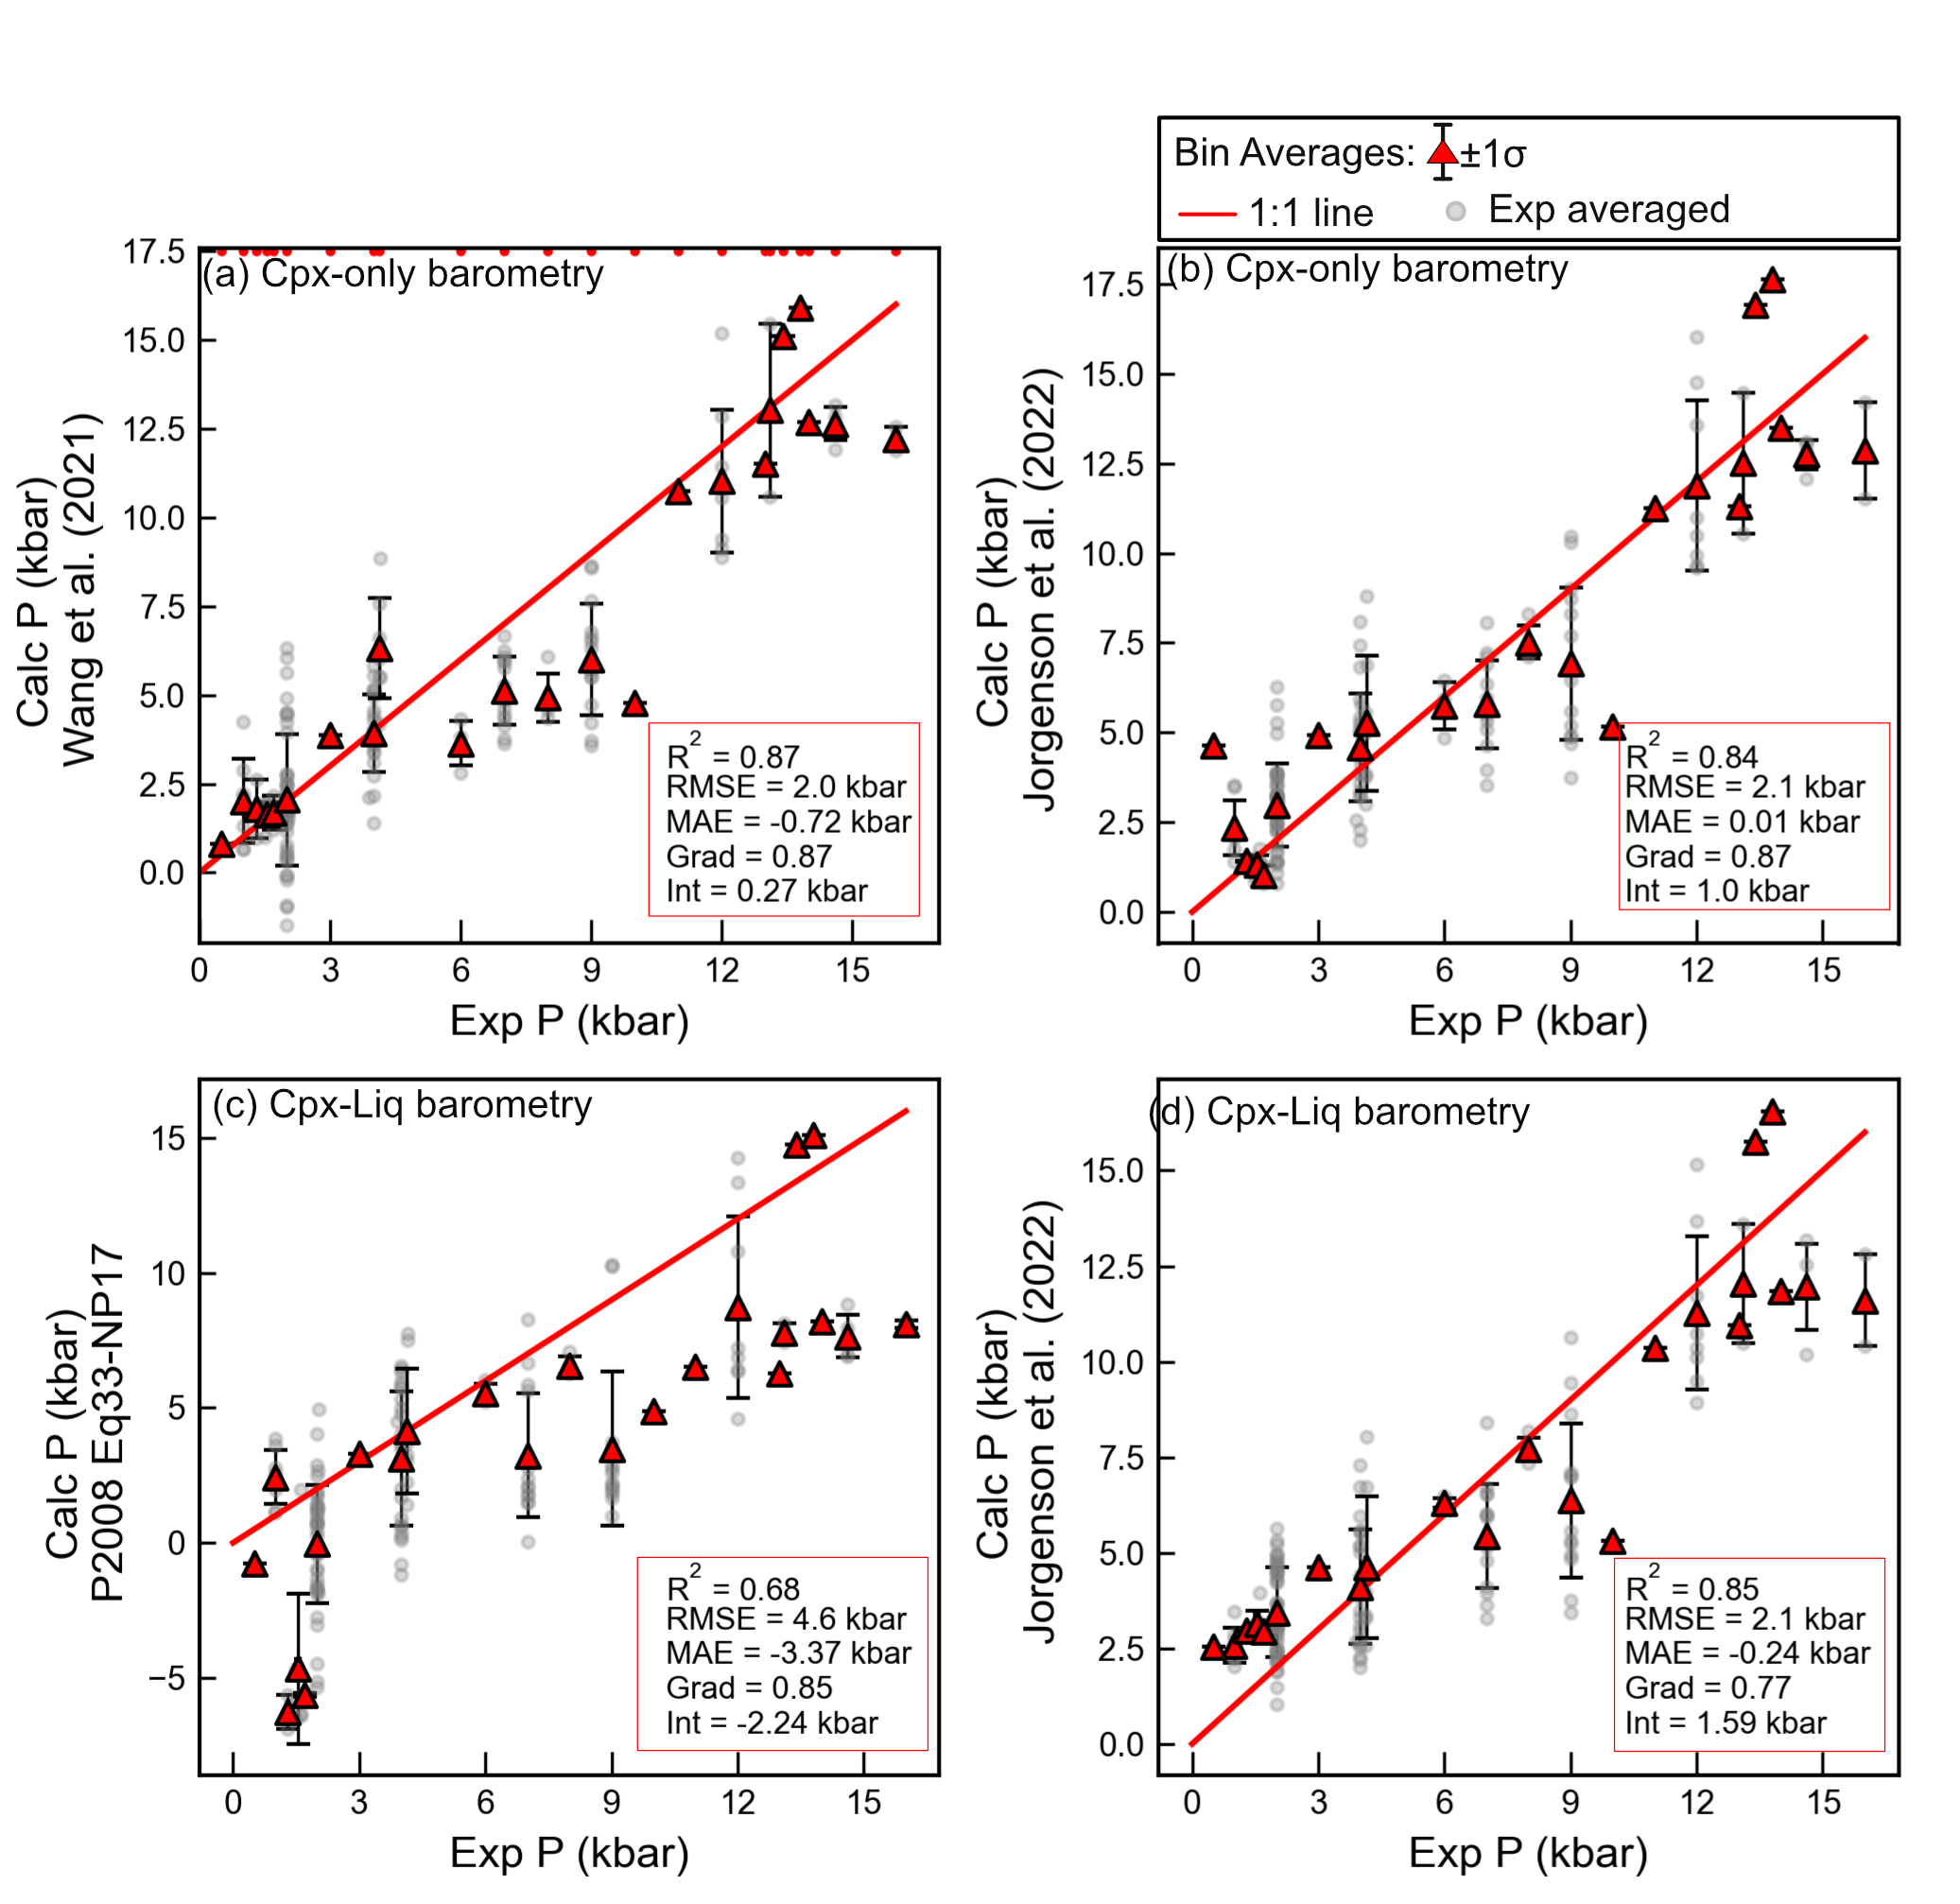 Bin Averages: ±1σ
1:1 line Exp averaged
(a) Cpx-only barometry
Calc P (kbar)
Wang et al. (2021)
17.5
15.0
12.5
10.0
7.5
5.0
2.5
0.0
R² = 0.87
RMSE = 2.0 kbar
MAE = -0.72 kbar
Grad = 0.87
Int = 0.27 kbar
0 3 6 9 12 15
Exp P (kbar)
(b) Cpx-only barometry
Calc P (kbar)
Jorgenson et al. (2022)
17.5
15.0
12.5
10.0
7.5
5.0
2.5
0.0
R² = 0.84
RMSE = 2.1 kbar
MAE = 0.01 kbar
Grad = 0.87
Int = 1.0 kbar
0 3 6 9 12 15
Exp P (kbar)
(c) Cpx-Liq barometry
Calc P (kbar)
P2008 Eq33-NP17
15
10
5
0
−5
R² = 0.68
RMSE = 4.6 kbar
MAE = -3.37 kbar
Grad = 0.85
Int = -2.24 kbar
0 3 6 9 12 15
Exp P (kbar)
(d) Cpx-Liq barometry
Calc P (kbar)
Jorgenson et al. (2022)
15.0
12.5
10.0
7.5
5.0
2.5
0.0
R² = 0.85
RMSE = 2.1 kbar
MAE = -0.24 kbar
Grad = 0.77
Int = 1.59 kbar
0 3 6 9 12 15
Exp P (kbar)